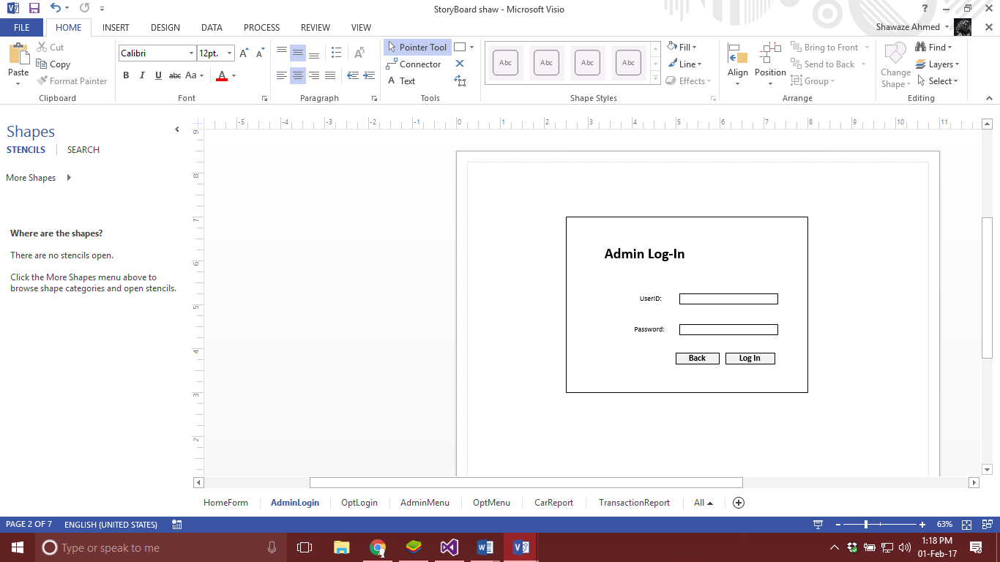 StoryBoard shaw - Microsoft Visio
FILE HOME INSERT DESIGN DATA PROCESS REVIEW VIEW Shawaze Ahmed
Paste Cut Copy Format Painter
Calibri 12pt.
B I U abc Aa A
Pointer Tool
Connector
A Text
Abc Abc Abc Abc
Fill
Line
Effects
Align Position
Bring to Front
Send to Back
Group
Change Shape
Find
Layers
Select
Clipboard Font Paragraph Tools Shape Styles Arrange Editing
Shapes
STENCILS SEARCH
More Shapes
Where are the shapes?
There are no stencils open.
Click the More Shapes menu above to
browse shape categories and open stencils.
-5 -4 -3 -2 -1 0 1 2 3 4 5 6 7 8 9 10 11
9
8
7
6
5
4
3
2
Admin Log-In
UserID:
Password:
Back Log In
HomeForm AdminLogin OptLogin AdminMenu OptMenu CarReport TransactionReport All
PAGE 2 OF 7 ENGLISH (UNITED STATES) 63%
Type or speak to me
1:18 PM
01-Feb-17